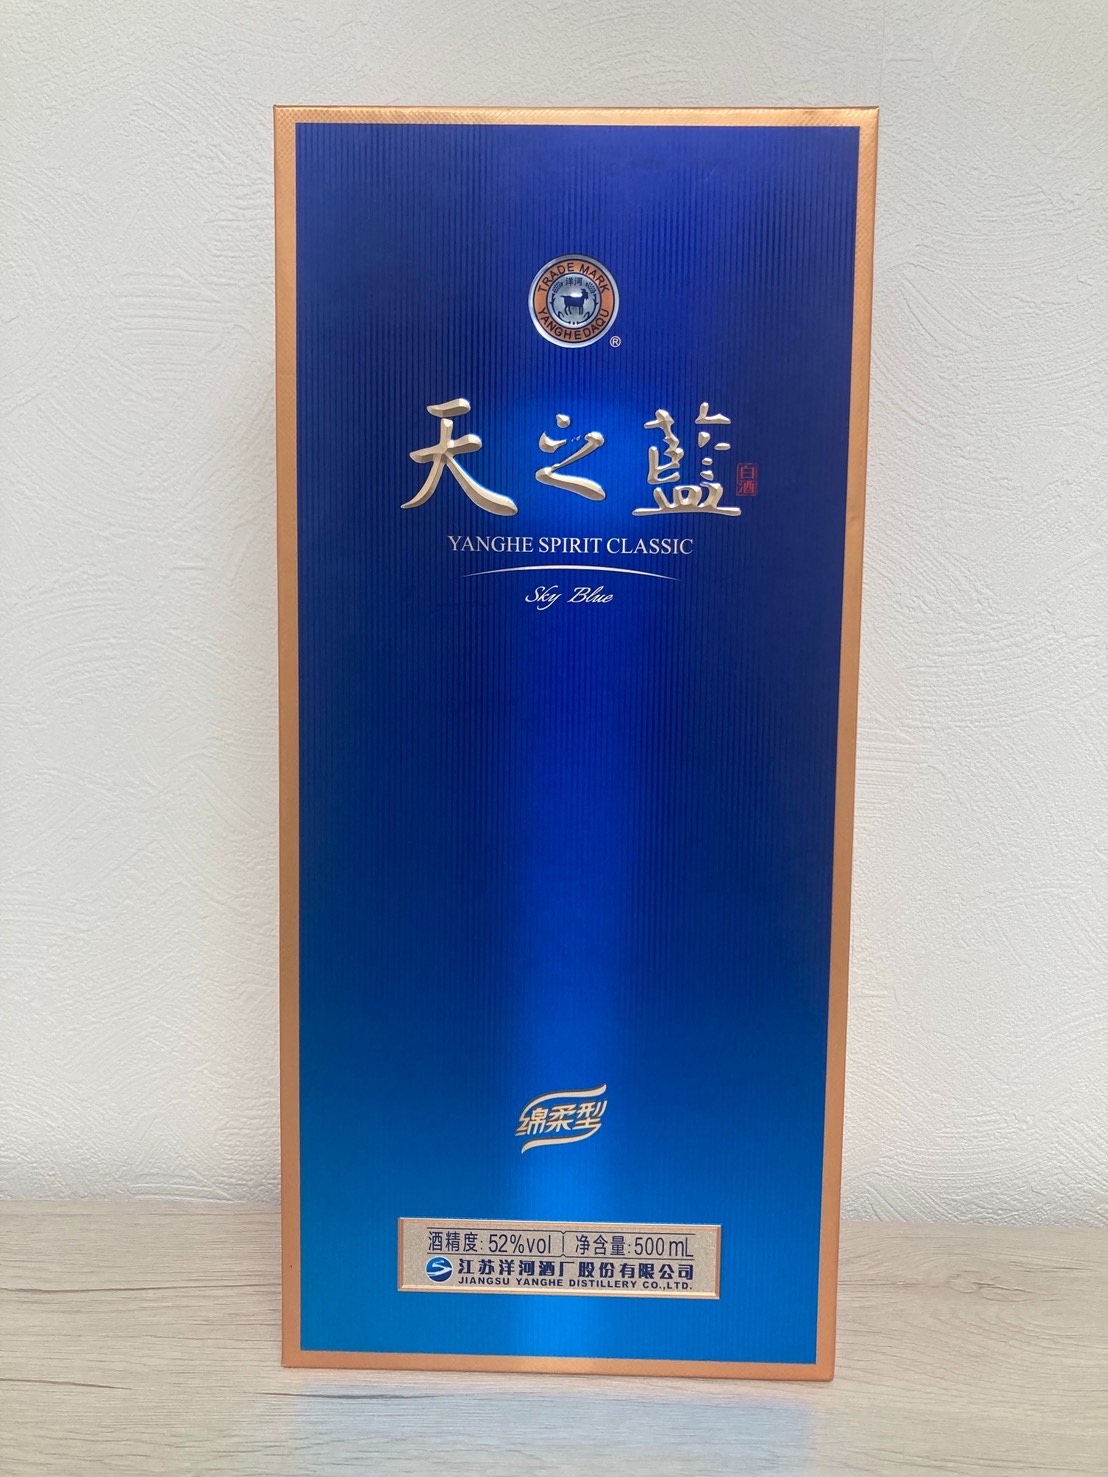 TRADE MARK
洋河
YANGHEDAQU
®
天之藍
白酒
YANGHE SPIRIT CLASSIC
Sky Blue
绵柔型
酒精度:52%vol 净含量:500mL
江苏洋河酒厂股份有限公司
JIANGSU YANGHE DISTILLERY CO.,LTD.